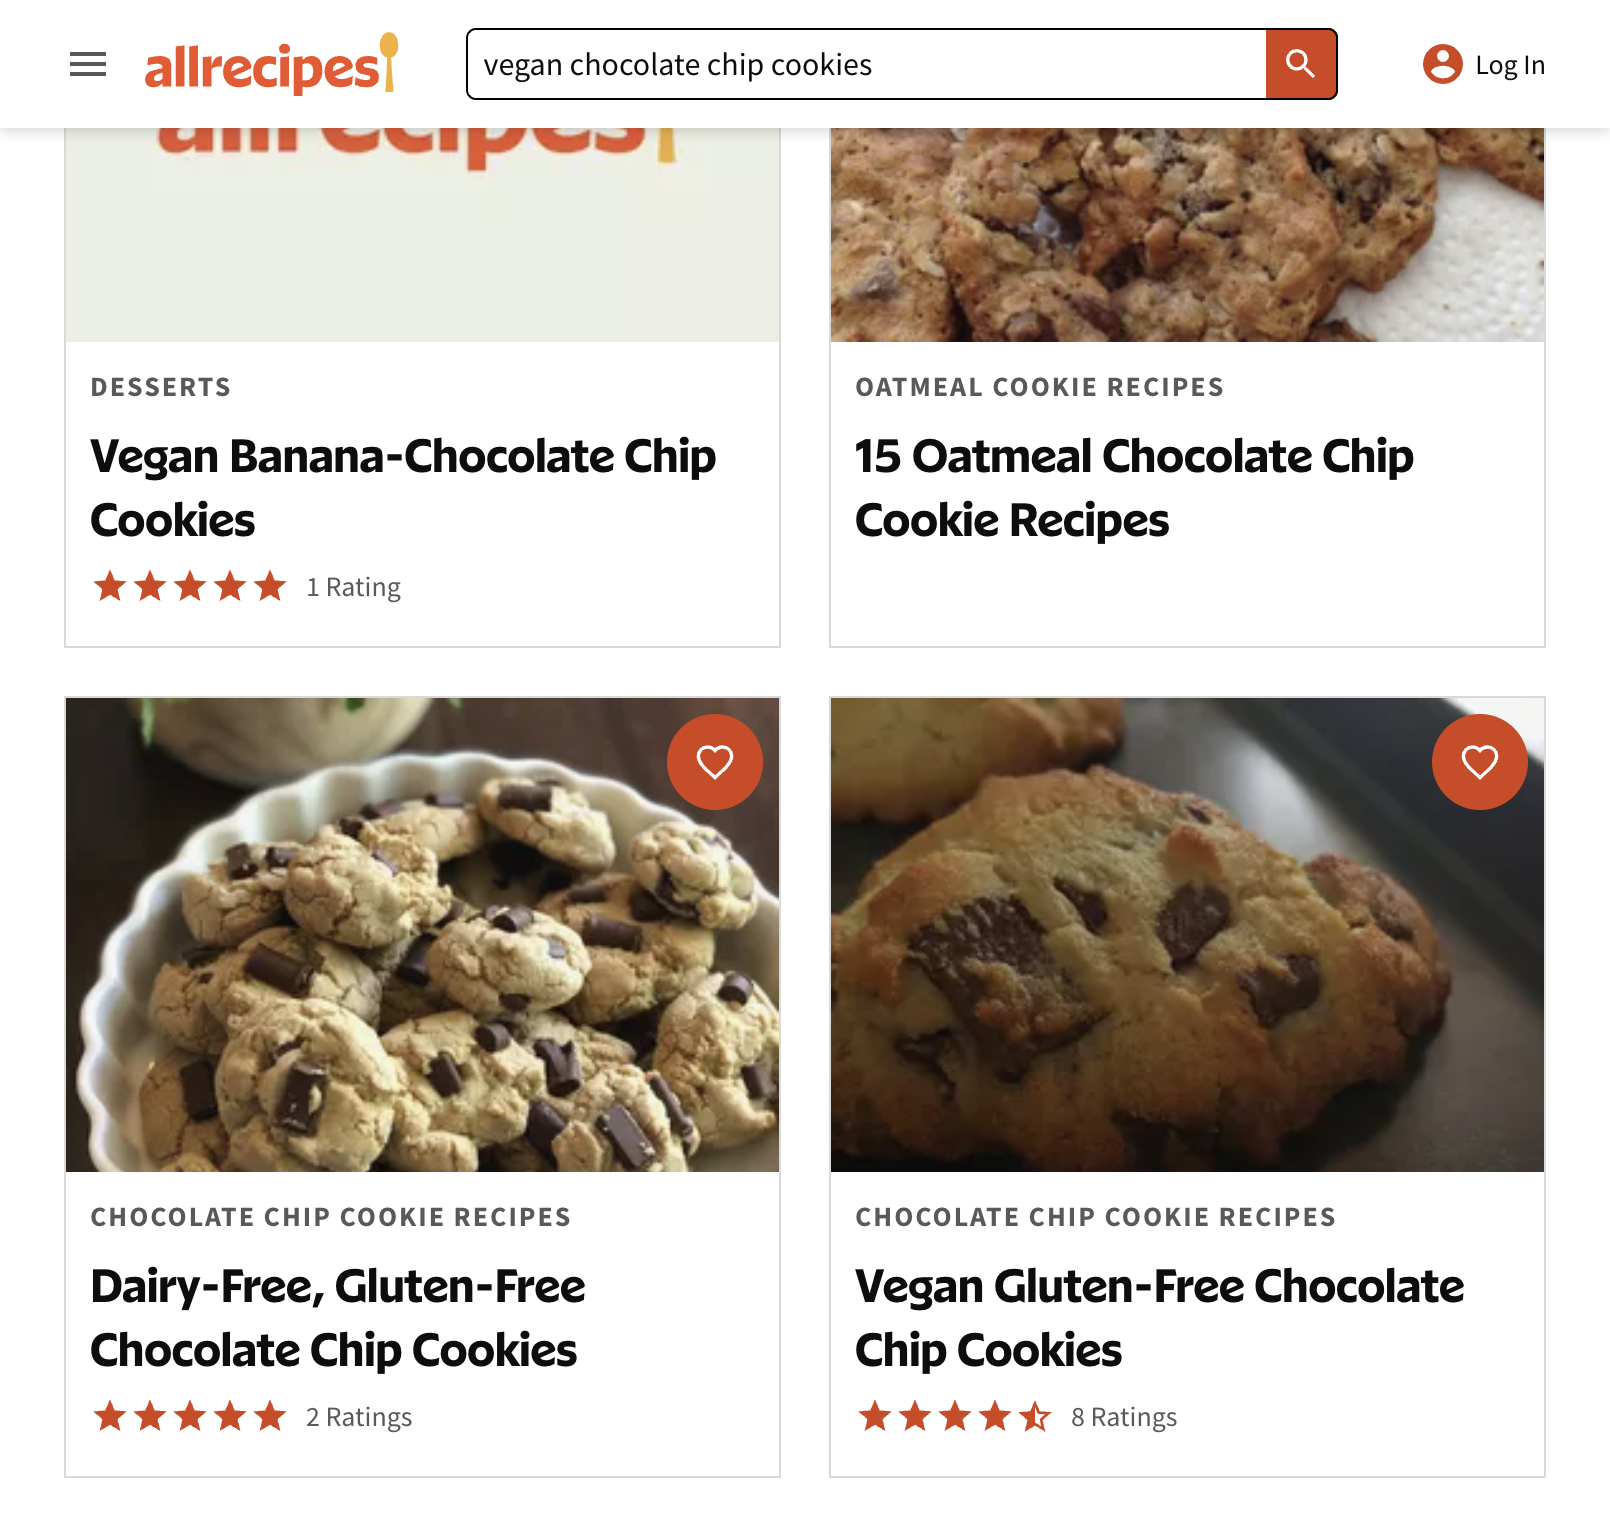 allrecipes
vegan chocolate chip cookies
Log In
allrecipes
DESSERTS
Vegan Banana-Chocolate Chip
Cookies
1 Rating
OATMEAL COOKIE RECIPES
15 Oatmeal Chocolate Chip
Cookie Recipes
CHOCOLATE CHIP COOKIE RECIPES
Dairy-Free, Gluten-Free
Chocolate Chip Cookies
2 Ratings
CHOCOLATE CHIP COOKIE RECIPES
Vegan Gluten-Free Chocolate
Chip Cookies
8 Ratings